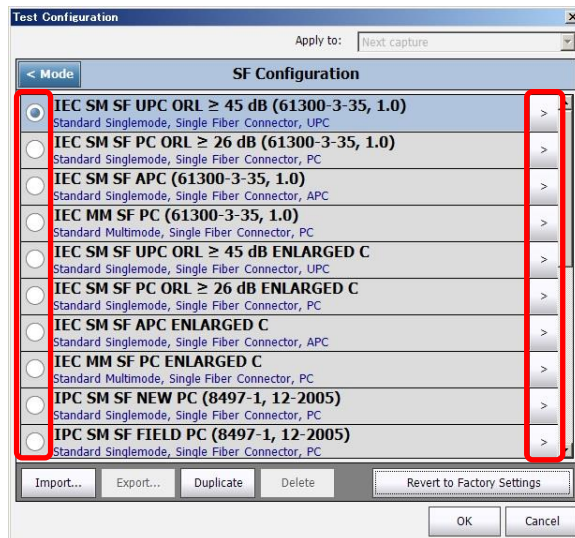 Test Configuration x
Apply to: Next capture
< Mode SF Configuration
IEC SM SF UPC ORL ≥ 45 dB (61300-3-35, 1.0) >
Standard Singlemode, Single Fiber Connector, UPC
IEC SM SF PC ORL ≥ 26 dB (61300-3-35, 1.0) >
Standard Singlemode, Single Fiber Connector, PC
IEC SM SF APC (61300-3-35, 1.0) >
Standard Singlemode, Single Fiber Connector, APC
IEC MM SF PC (61300-3-35, 1.0) >
Standard Multimode, Single Fiber Connector, PC
IEC SM SF UPC ORL ≥ 45 dB ENLARGED C >
Standard Singlemode, Single Fiber Connector, UPC
IEC SM SF PC ORL ≥ 26 dB ENLARGED C >
Standard Singlemode, Single Fiber Connector, PC
IEC SM SF APC ENLARGED C >
Standard Singlemode, Single Fiber Connector, APC
IEC MM SF PC ENLARGED C >
Standard Multimode, Single Fiber Connector, PC
IPC SM SF NEW PC (8497-1, 12-2005) >
Standard Singlemode, Single Fiber Connector, PC
IPC SM SF FIELD PC (8497-1, 12-2005) >
Standard Singlemode, Single Fiber Connector, PC
Import... Export... Duplicate Delete Revert to Factory Settings
OK Cancel